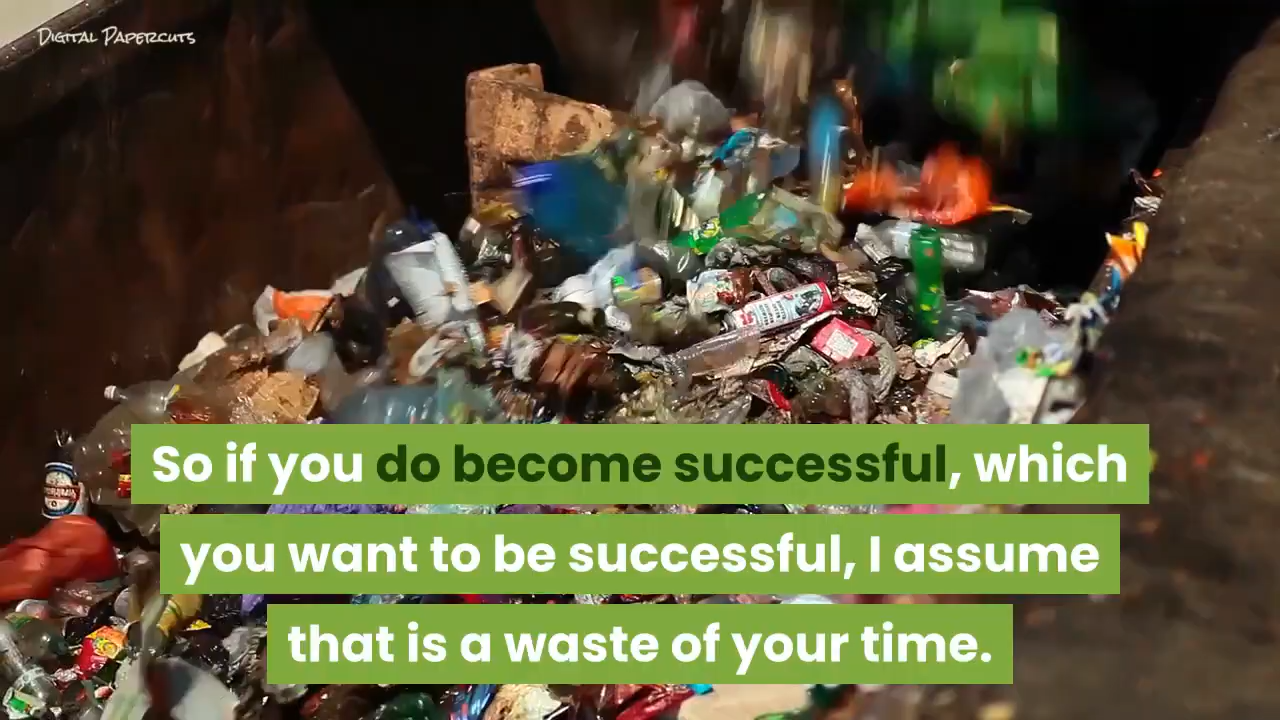 Digital Papercuts
So if you do become successful, which
you want to be successful, I assume
that is a waste of your time.